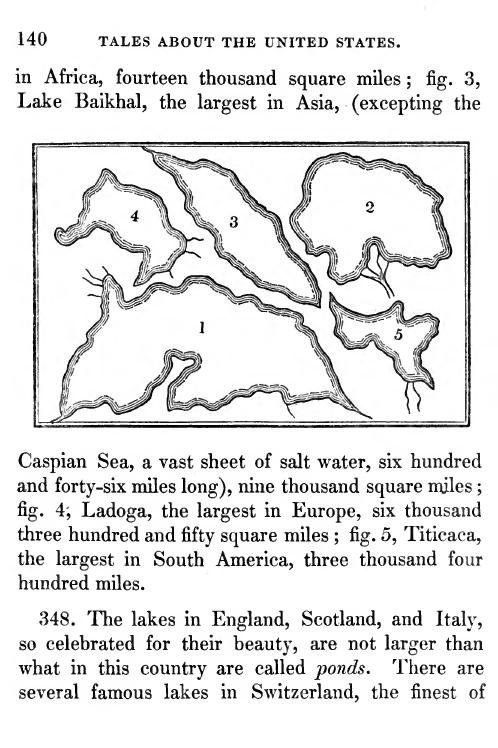 140 TALES ABOUT THE UNITED STATES.
in Africa, fourteen thousand square miles; fig. 3,
Lake Baikhal, the largest in Asia, (excepting the
4
3
2
1
5
Caspian Sea, a vast sheet of salt water, six hundred
and forty-six miles long), nine thousand square miles;
fig. 4, Ladoga, the largest in Europe, six thousand
three hundred and fifty square miles; fig. 5, Titicaca,
the largest in South America, three thousand four
hundred miles.
348. The lakes in England, Scotland, and Italy,
so celebrated for their beauty, are not larger than
what in this country are called ponds. There are
several famous lakes in Switzerland, the finest of